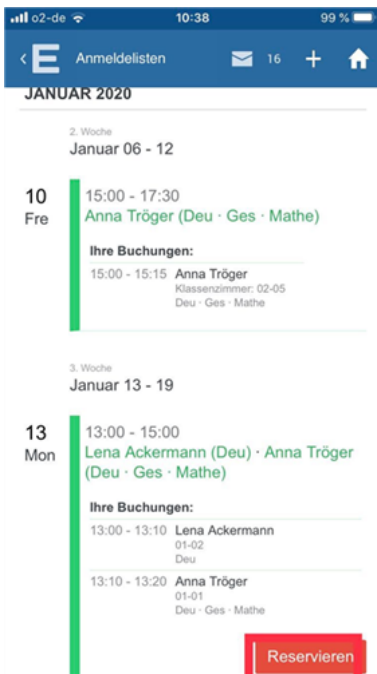 o2-de 10:38 99 %
E Anmeldelisten 16 +
JANUAR 2020
2. Woche
Januar 06 - 12
10 15:00 - 17:30
Fre Anna Tröger (Deu · Ges · Mathe)
Ihre Buchungen:
15:00 - 15:15 Anna Tröger
Klassenzimmer: 02-05
Deu · Ges · Mathe
3. Woche
Januar 13 - 19
13 13:00 - 15:00
Mon Lena Ackermann (Deu) · Anna Tröger
(Deu · Ges · Mathe)
Ihre Buchungen:
13:00 - 13:10 Lena Ackermann
01-02
Deu
13:10 - 13:20 Anna Tröger
01-01
Deu · Ges · Mathe
Reservieren